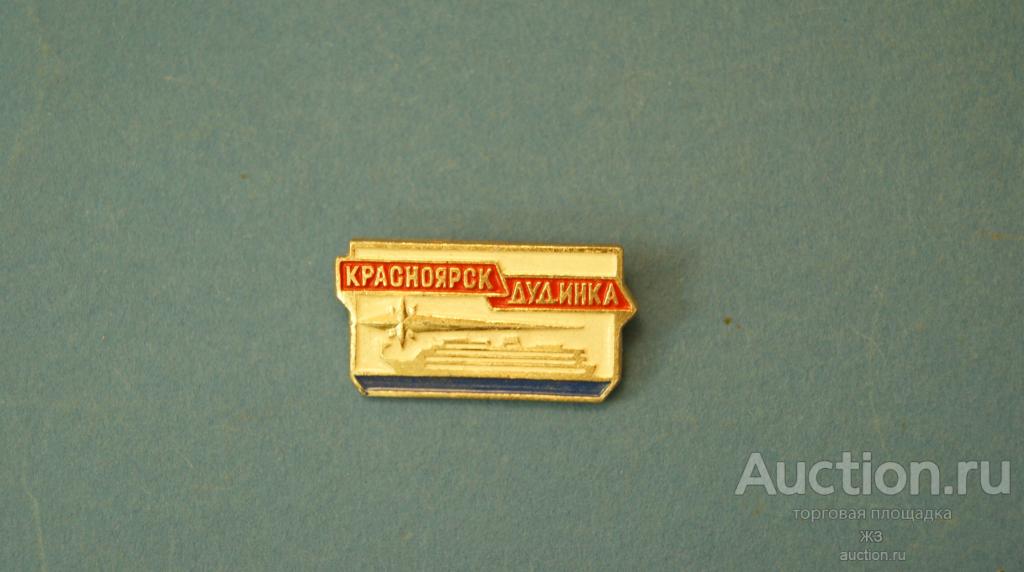 КРАСНОЯРСК
ДУДИНКА
Auction.ru
торговая площадка
ЖЗ
auction.ru